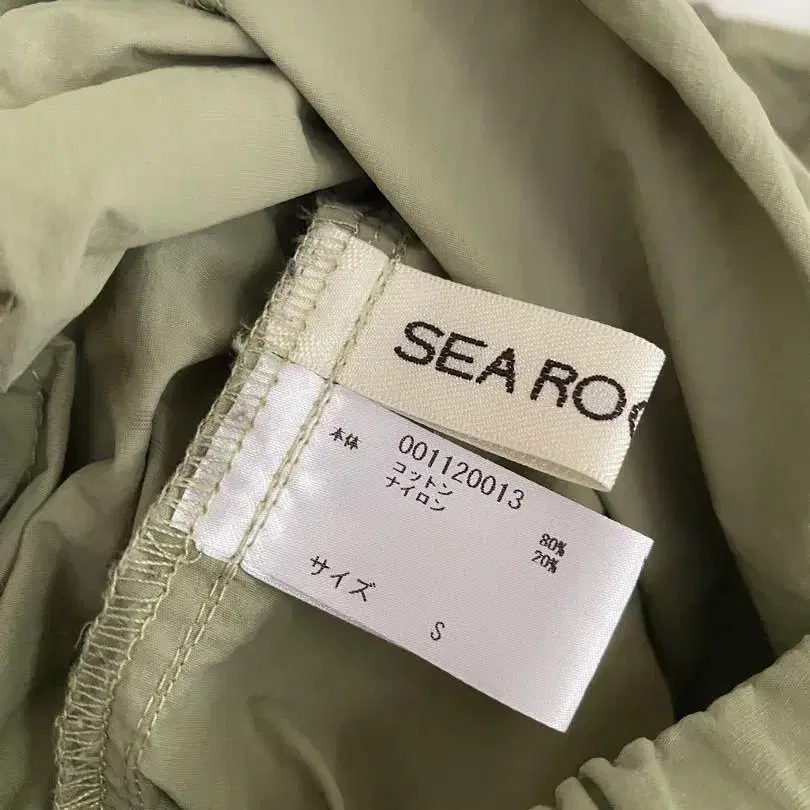 SEA RO
本体 001120013
コットン 80%
ナイロン 20%
サイズ S